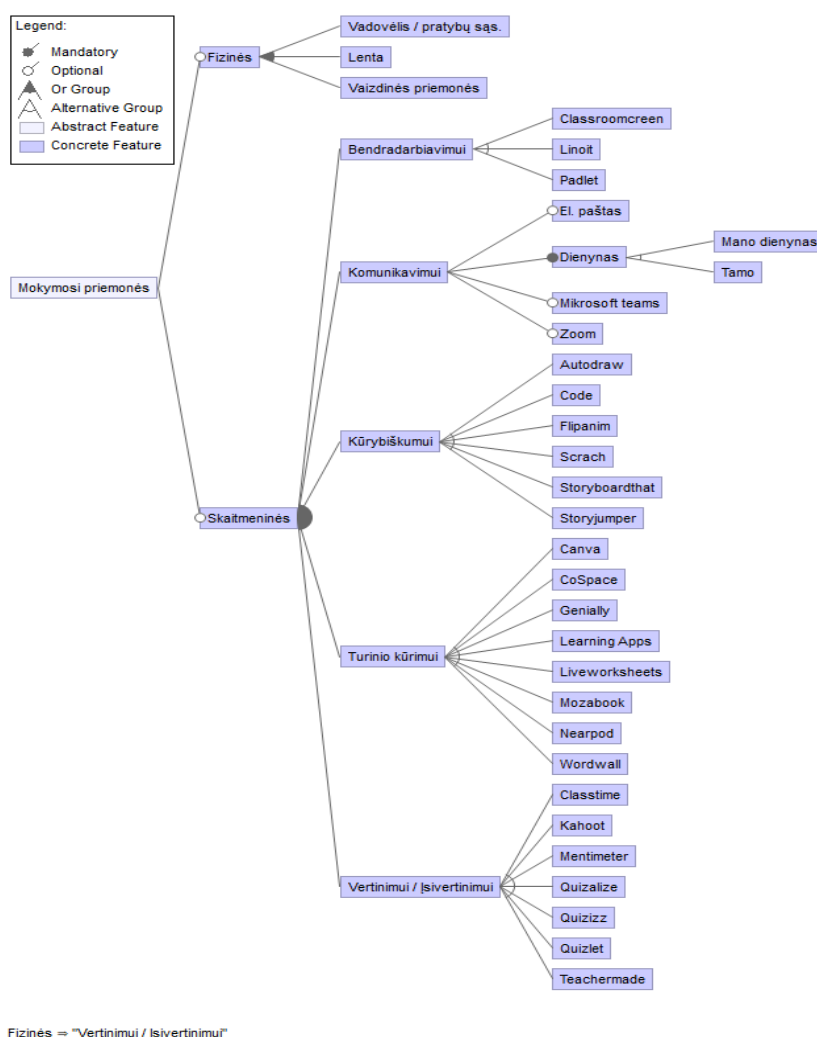 Legend:
Mandatory
Optional
Or Group
Alternative Group
Abstract Feature
Concrete Feature
Mokymosi priemonės
Fizinės
Vadovėlis / pratybų sąs.
Lenta
Vaizdinės priemonės
Skaitmeninės
Bendradarbiavimui
Classroomcreen
Linoit
Padlet
Komunikavimui
El. paštas
Dienynas
Mano dienynas
Tamo
Mikrosoft teams
Zoom
Kūrybiškumui
Autodraw
Code
Flipanim
Scrach
Storyboardthat
Storyjumper
Turinio kūrimui
Canva
CoSpace
Genially
Learning Apps
Liveworksheets
Mozabook
Nearpod
Wordwall
Vertinimui / Įsivertinimui
Classtime
Kahoot
Mentimeter
Quizalize
Quizizz
Quizlet
Teachermade
Fizinės ⇒ "Vertinimui / Įsivertinimui"